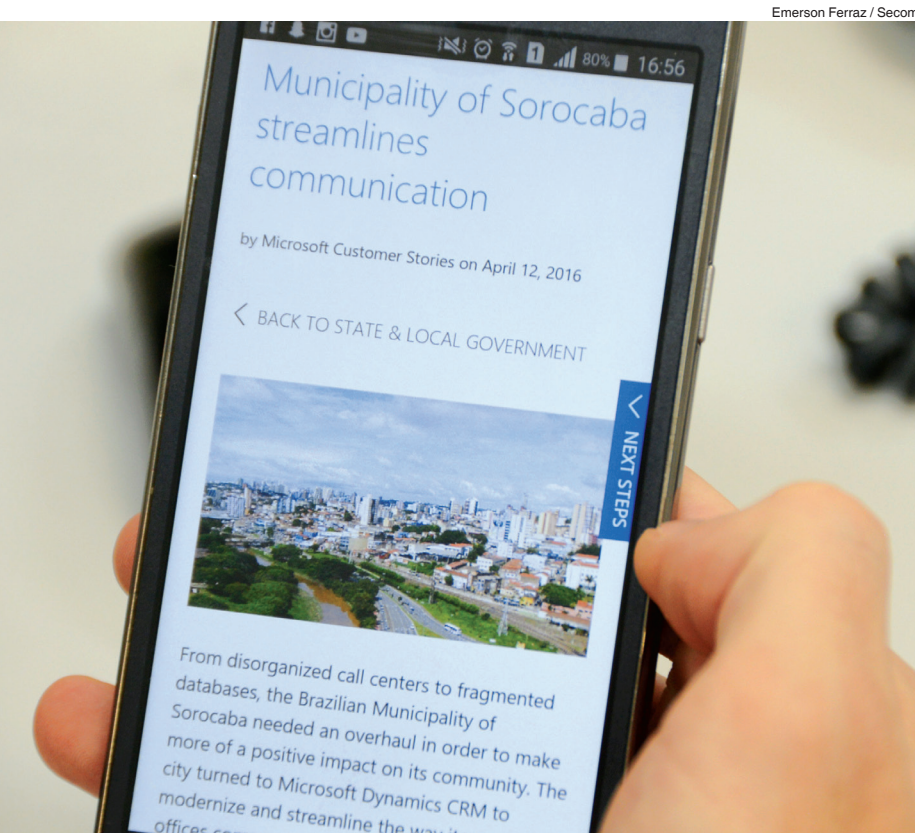 Emerson Ferraz / Secom
80% 16:56
Municipality of Sorocaba
streamlines
communication
by Microsoft Customer Stories on April 12, 2016
BACK TO STATE & LOCAL GOVERNMENT
NEXT STEPS
From disorganized call centers to fragmented
databases, the Brazilian Municipality of
Sorocaba needed an overhaul in order to make
more of a positive impact on its community. The
city turned to Microsoft Dynamics CRM to
modernize and streamline the way
offices